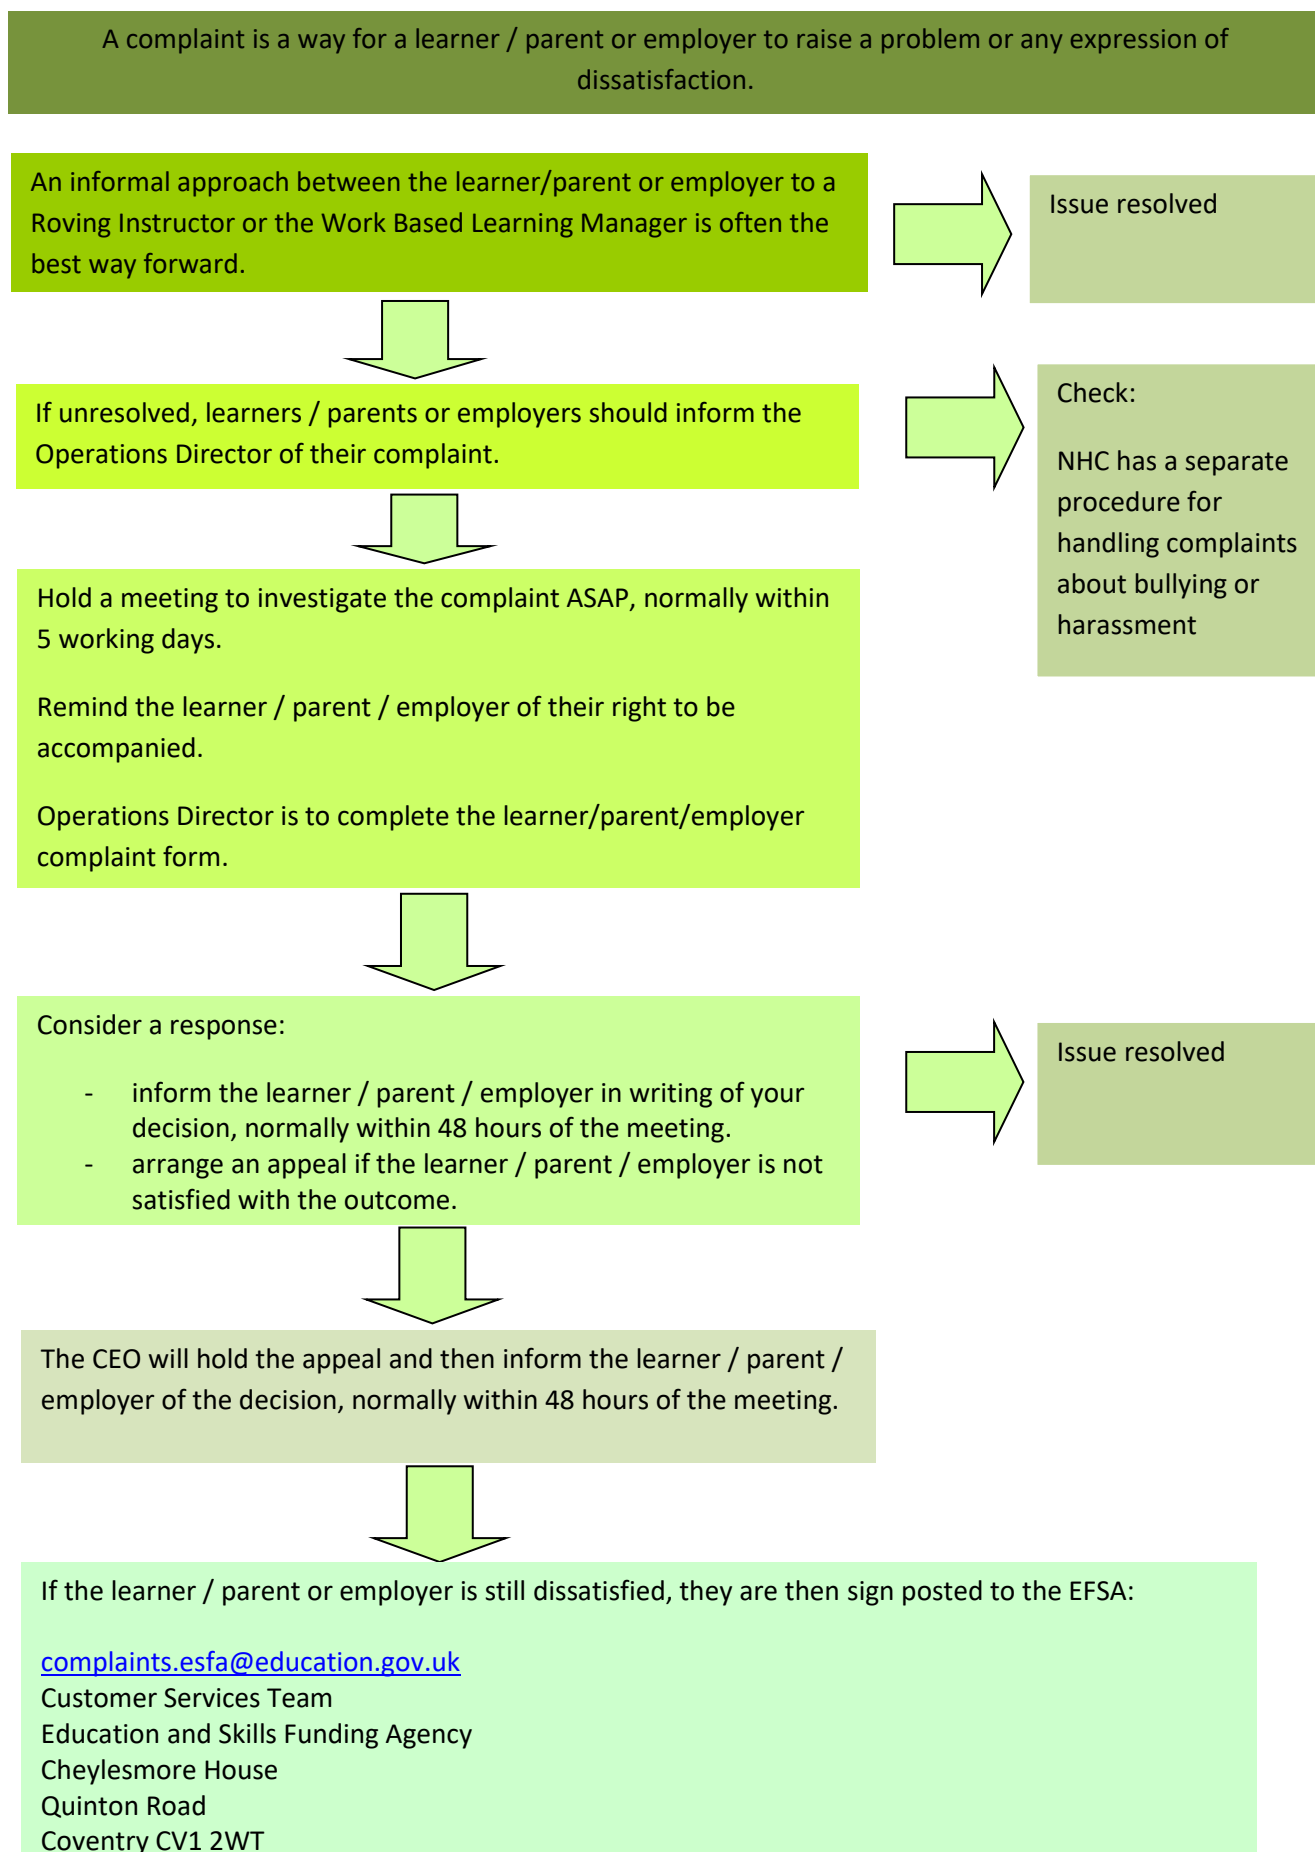 A complaint is a way for a learner / parent or employer to raise a problem or any expression of
dissatisfaction.
An informal approach between the learner/parent or employer to a
Roving Instructor or the Work Based Learning Manager is often the
best way forward.
Issue resolved
If unresolved, learners / parents or employers should inform the
Operations Director of their complaint.
Check:
NHC has a separate
procedure for
handling complaints
about bullying or
harassment
Hold a meeting to investigate the complaint ASAP, normally within
5 working days.
Remind the learner / parent / employer of their right to be
accompanied.
Operations Director is to complete the learner/parent/employer
complaint form.
Consider a response:
- inform the learner / parent / employer in writing of your
decision, normally within 48 hours of the meeting.
- arrange an appeal if the learner / parent / employer is not
satisfied with the outcome.
Issue resolved
The CEO will hold the appeal and then inform the learner / parent /
employer of the decision, normally within 48 hours of the meeting.
If the learner / parent or employer is still dissatisfied, they are then sign posted to the EFSA:
complaints.esfa@education.gov.uk
Customer Services Team
Education and Skills Funding Agency
Cheylesmore House
Quinton Road
Coventry CV1 2WT